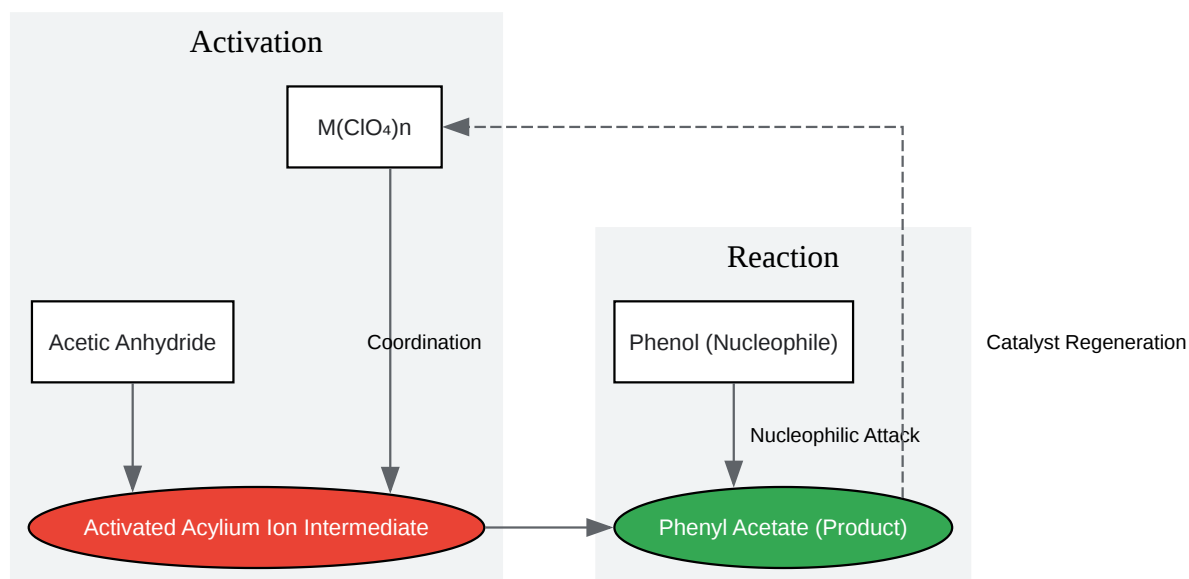 Activation
M(ClO₄)n
Reaction
Acetic Anhydride
Coordination
Phenol (Nucleophile)
Catalyst Regeneration
Nucleophilic Attack
Activated Acylium Ion Intermediate
Phenyl Acetate (Product)